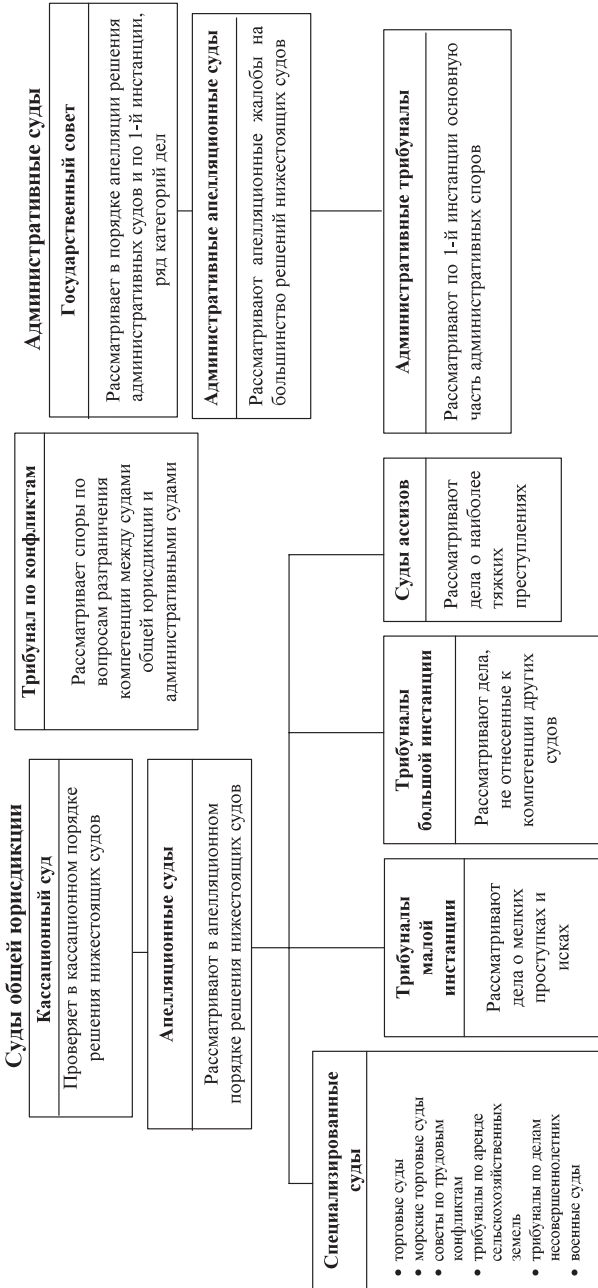 Суды общей юрисдикции
Кассационный суд
Проверяет в кассационном порядке
решения нижестоящих судов
Апелляционные суды
Рассматривают в апелляционном
порядке решения нижестоящих судов
Специализированные
суды
• торговые суды
• морские торговые суды
• советы по трудовым
конфликтам
• трибуналы по аренде
сельскохозяйственных
земель
• трибуналы по делам
несовершеннолетних
• военные суды
Трибуналы
малой
инстанции
Рассматривают
дела о мелких
проступках и
исках
Трибуналы
большой инстанции
Рассматривают дела,
не отнесенные к
компетенции других
судов
Суды ассизов
Рассматривают
дела о наиболее
тяжких
преступлениях
Трибунал по конфликтам
Рассматривает споры по
вопросам разграничения
компетенции между судами
общей юрисдикции и
административными судами
Административные суды
Государственный совет
Рассматривает в порядке апелляции решения
административных судов и по 1-й инстанции,
ряд категорий дел
Административные апелляционные суды
Рассматривают апелляционные жалобы на
большинство решений нижестоящих судов
Административные трибуналы
Рассматривают по 1-й инстанции основную
часть административных споров